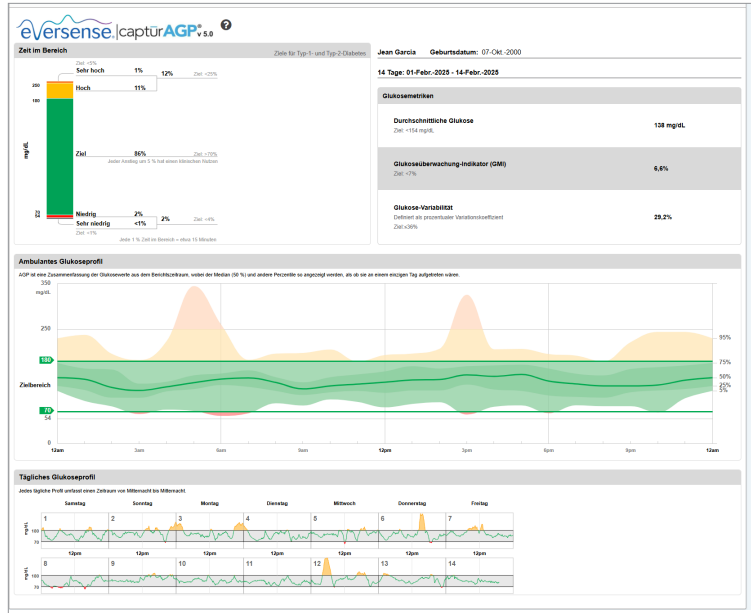 eversense. | captūrAGP® v 5.0 ?
Zeit im Bereich
Ziele für Typ-1- und Typ-2-Diabetes
Ziel: <5%
Sehr hoch 1%
12% Ziel: <25%
Hoch 11%
350
180
mg/dL
Ziel 86% Ziel: >70%
Jeder Anstieg um 5 % hat einen klinischen Nutzen
70
54
Niedrig 2%
2% Ziel: <4%
Sehr niedrig <1%
Ziel: <1%
Jede 1 % Zeit im Bereich = etwa 15 Minuten
Jean Garcia Geburtsdatum: 07-Okt.-2000
14 Tage: 01-Febr.-2025 - 14-Febr.-2025
Glukosemetriken
Durchschnittliche Glukose
Ziel: <154 mg/dL
138 mg/dL
Glukoseüberwachung-Indikator (GMI)
Ziel: <7%
6,6%
Glukose-Variabilität
Definiert als prozentualer Variationskoeffizient
Ziel:≤36%
29,2%
Ambulantes Glukoseprofil
AGP ist eine Zusammenfassung der Glukosewerte aus dem Berichtszeitraum, wobei der Median (50 %) und andere Perzentile so angezeigt werden, als ob sie an einem einzigen Tag aufgetreten wären.
350
mg/dL
250
180
Zielbereich
70
54
0
95%
75%
50%
25%
5%
12am 3am 6am 9am 12pm 3pm 6pm 9pm 12am
Tägliches Glukoseprofil
Jedes tägliche Profil umfasst einen Zeitraum von Mitternacht bis Mitternacht.
Samstag Sonntag Montag Dienstag Mittwoch Donnerstag Freitag
1 2 3 4 5 6 7
mg/dL
180
70
12pm 12pm 12pm 12pm 12pm 12pm 12pm
8 9 10 11 12 13 14
mg/dL
180
70